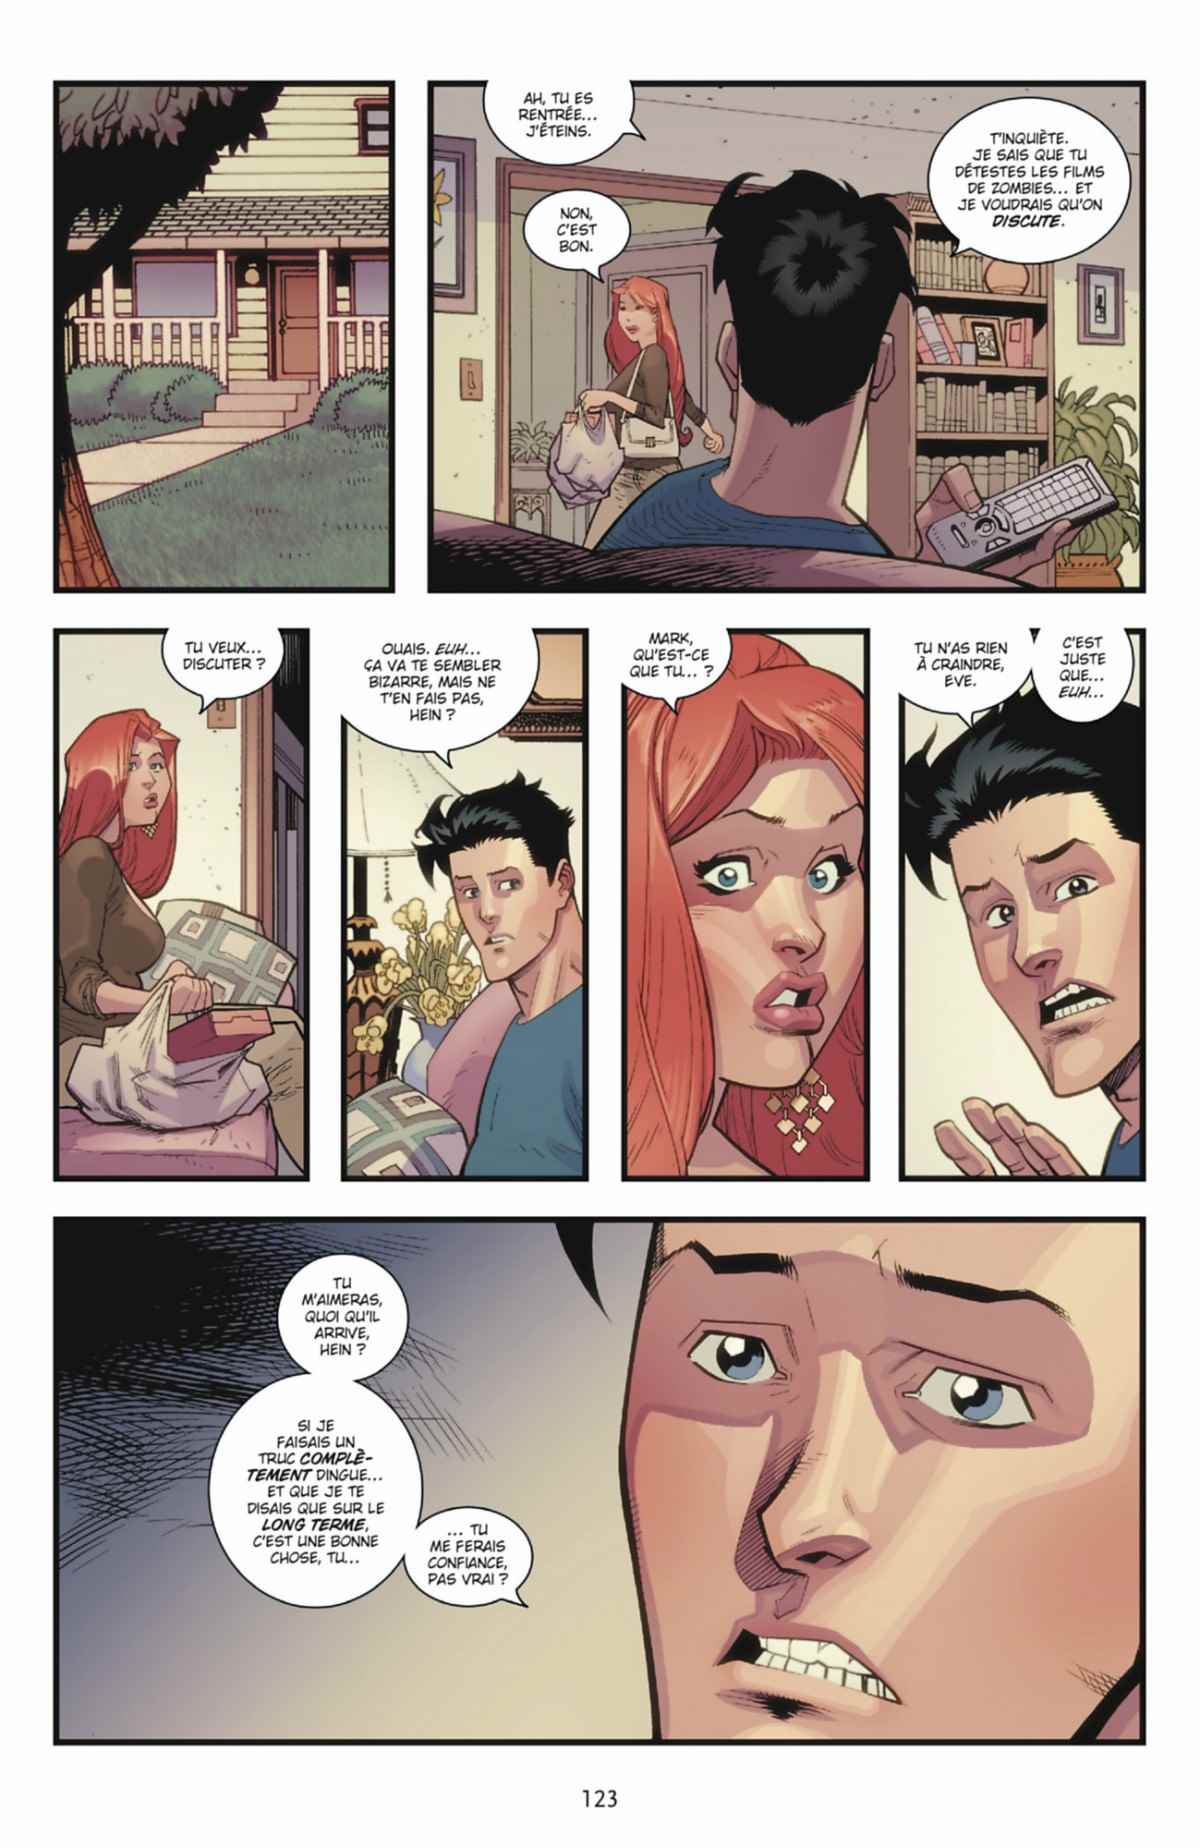 AH, TU ES
RENTRÉE...
J'ÉTEINS.
NON,
C'EST
BON.
T'INQUIÈTE.
JE SAIS QUE TU
DÉTESTES LES FILMS
DE ZOMBIES... ET
JE VOUDRAIS QU'ON
DISCUTE.
TU VEUX...
DISCUTER ?
OUAIS. EUH...
ÇA VA TE SEMBLER
BIZARRE, MAIS NE
T'EN FAIS PAS,
HEIN ?
MARK,
QU'EST-CE
QUE TU... ?
TU N'AS RIEN
À CRAINDRE,
EVE.
C'EST
JUSTE
QUE...
EUH...
TU
M'AIMERAS,
QUOI QU'IL
ARRIVE,
HEIN ?
SI JE
FAISAIS UN
TRUC COMPLÈ-
TEMENT DINGUE...
ET QUE JE TE
DISAIS QUE SUR LE
LONG TERME,
C'EST UNE BONNE
CHOSE, TU...
... TU
ME FERAIS
CONFIANCE,
PAS VRAI ?
123